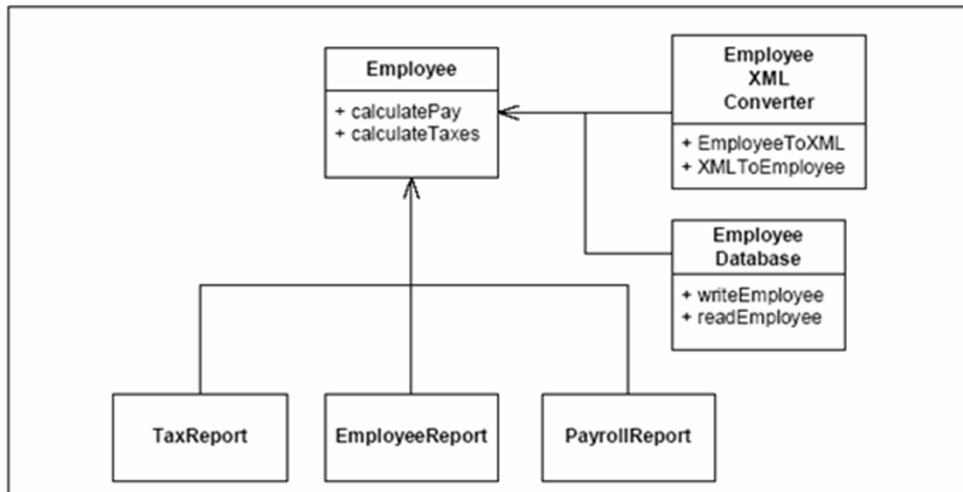 Employee
+ calculatePay
+ calculateTaxes
Employee
XML
Converter
+ EmployeeToXML
+ XMLToEmployee
Employee
Database
+ writeEmployee
+ readEmployee
TaxReport
EmployeeReport
PayrollReport